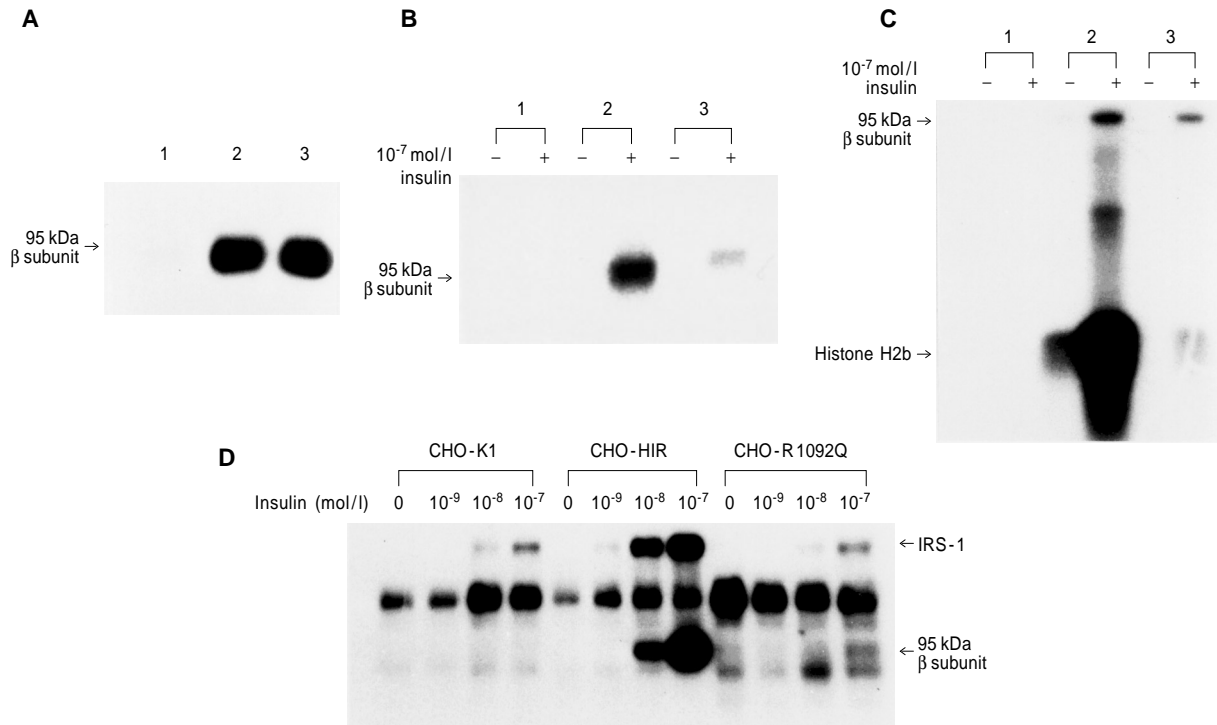 A
1 2 3
95 kDa
β subunit
B
1 2 3
10-7 mol/l
insulin
– + – + – +
95 kDa
β subunit
C
1 2 3
10-7 mol/l
insulin
– + – + – +
95 kDa
β subunit
Histone H2b
D
CHO-K1 CHO-HIR CHO-R1092Q
Insulin (mol/l) 0 10-9 10-8 10-7 0 10-9 10-8 10-7 0 10-9 10-8 10-7
IRS-1
95 kDa
β subunit